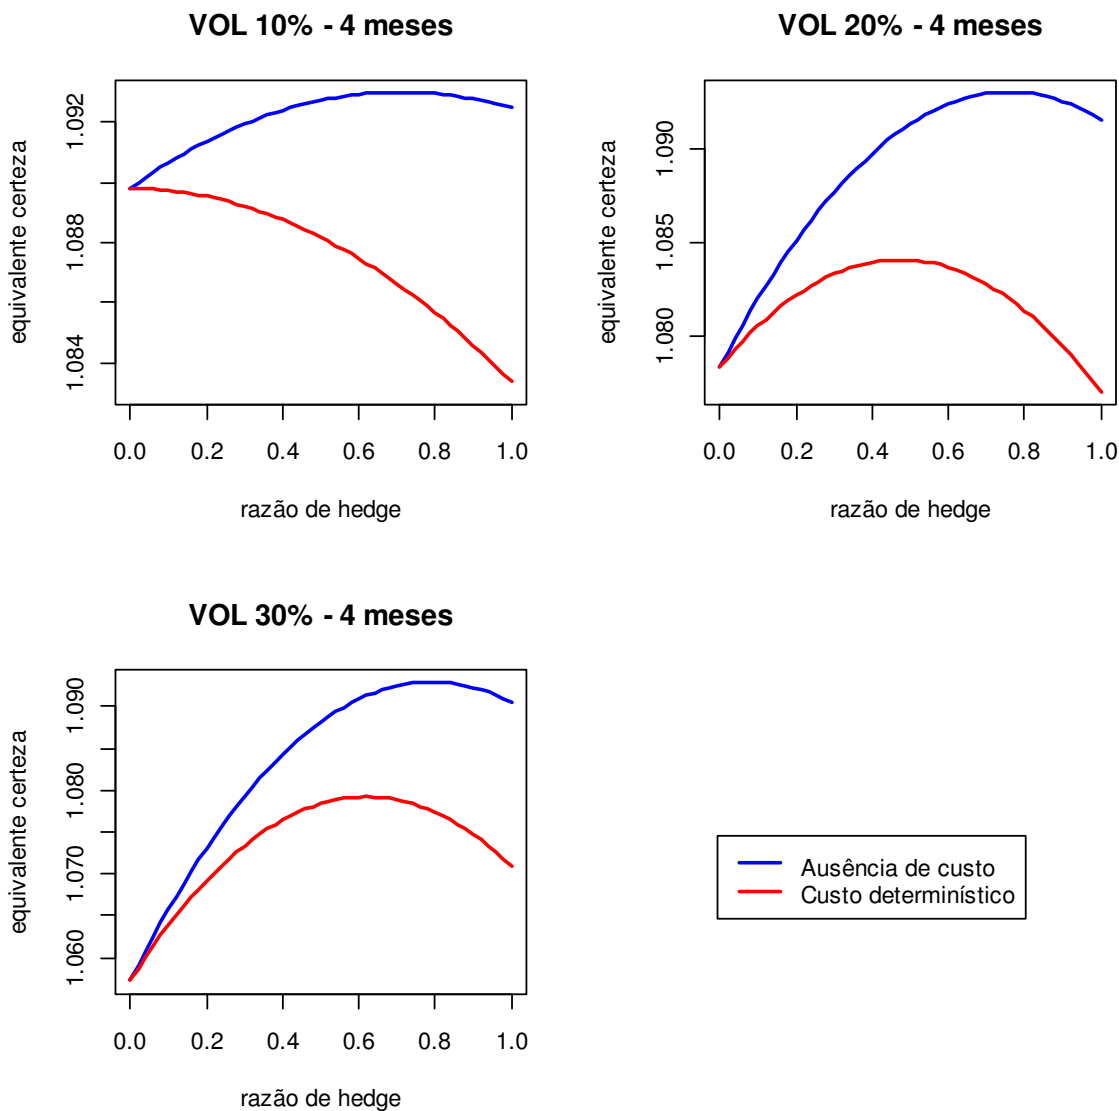 VOL 10% - 4 meses
equivalente certeza
1.084 1.088 1.092
0.0 0.2 0.4 0.6 0.8 1.0
razão de hedge
VOL 20% - 4 meses
equivalente certeza
1.080 1.085 1.090
0.0 0.2 0.4 0.6 0.8 1.0
razão de hedge
VOL 30% - 4 meses
equivalente certeza
1.060 1.070 1.080 1.090
0.0 0.2 0.4 0.6 0.8 1.0
razão de hedge
Ausência de custo
Custo determinístico